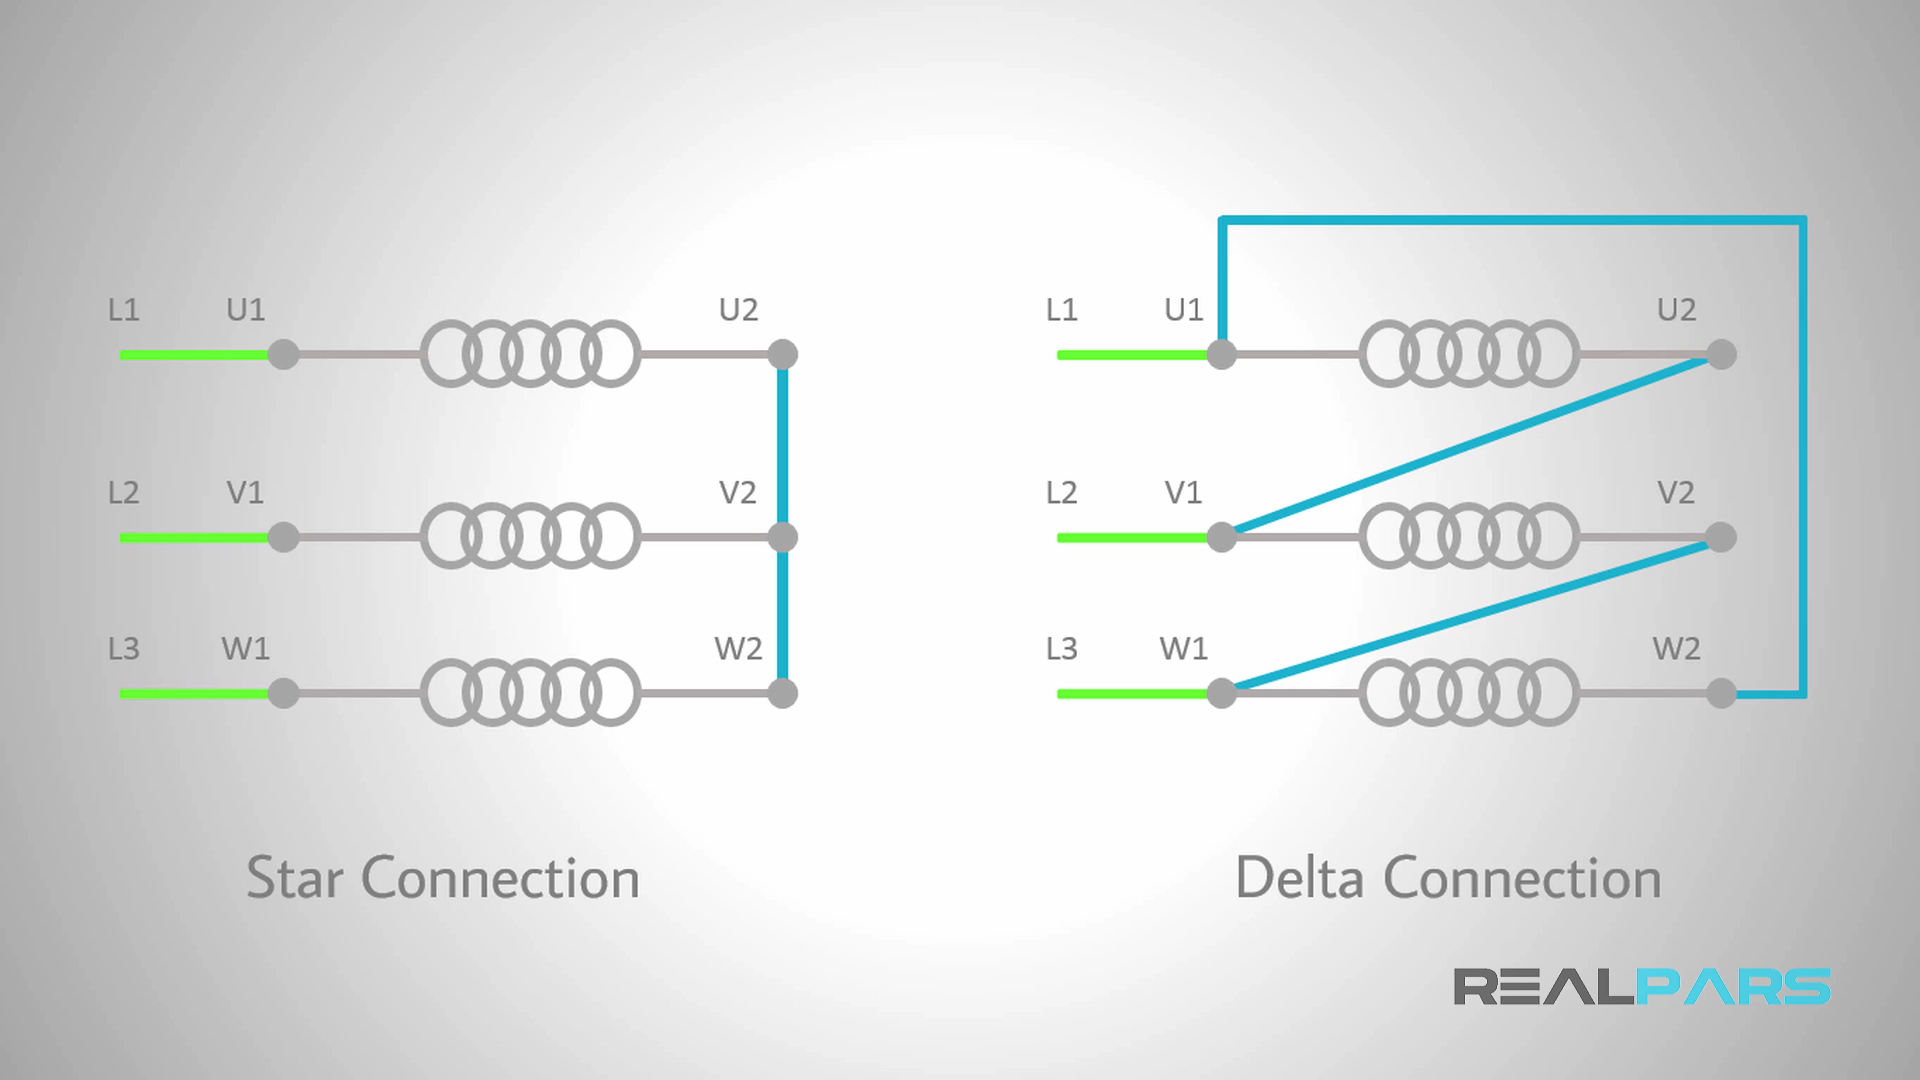 L1 U1 U2
L2 V1 V2
L3 W1 W2
Star Connection
L1 U1 U2
L2 V1 V2
L3 W1 W2
Delta Connection
REALPARS